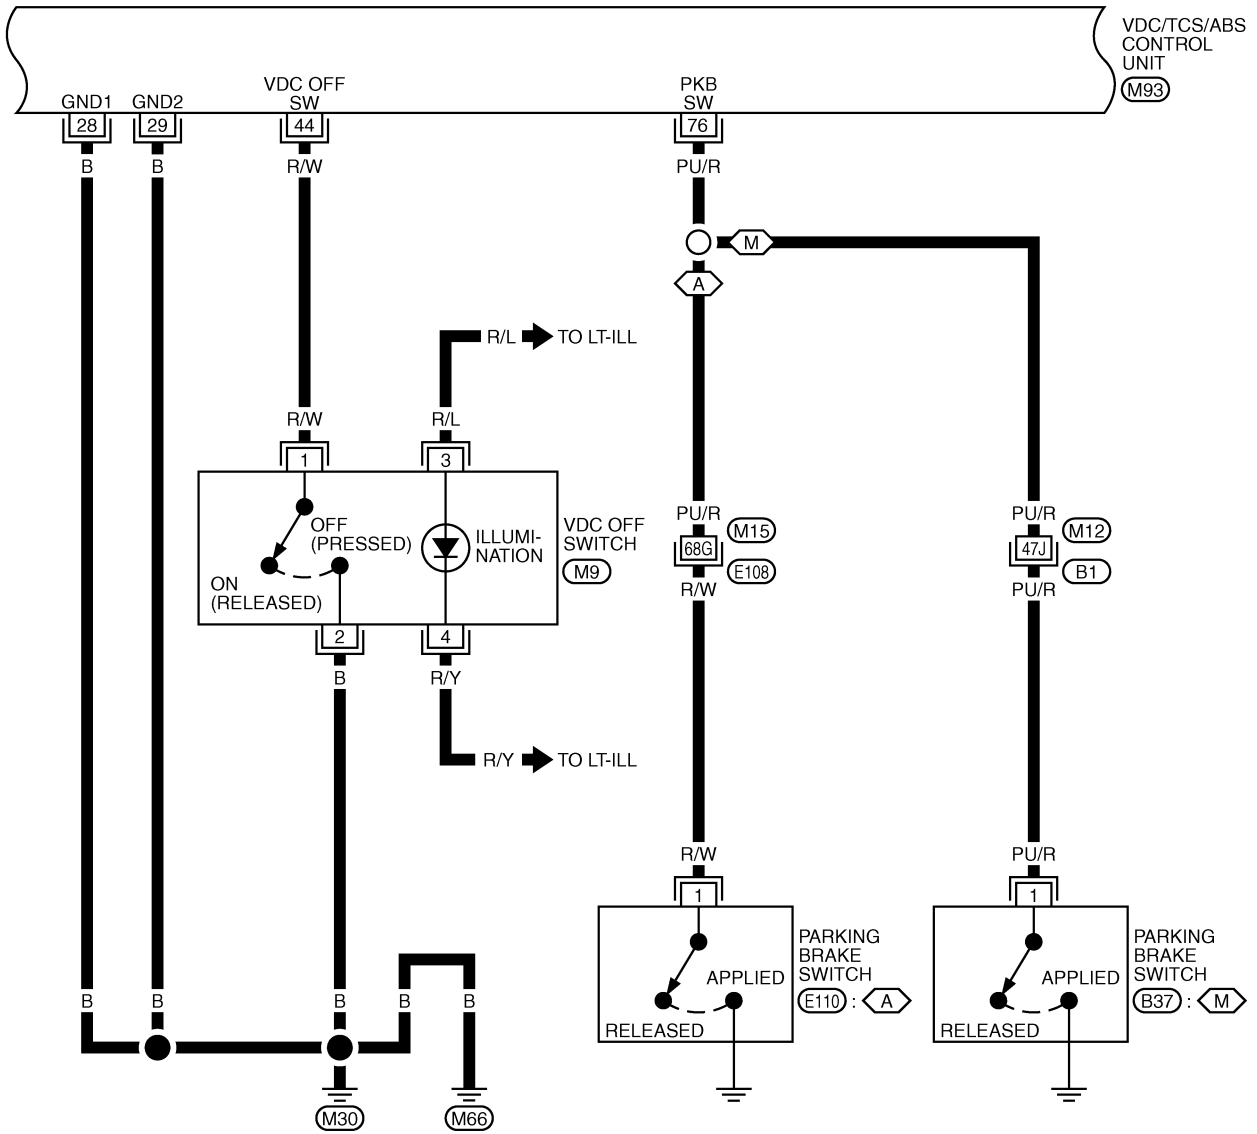 VDC/TCS/ABS
CONTROL
UNIT
M93
VDC OFF
SW
PKB
SW
GND1
GND2
28
29
44
76
B
B
R/W
PU/R
M
A
R/L
TO LT-ILL
R/W
R/L
1
3
OFF
(PRESSED)
ON
(RELEASED)
ILLUMI-
NATION
VDC OFF
SWITCH
M9
2
4
B
R/Y
R/Y
TO LT-ILL
PU/R
M15
68G
E108
R/W
PU/R
M12
47J
B1
PU/R
R/W
PU/R
1
1
APPLIED
RELEASED
PARKING
BRAKE
SWITCH
E110 : A
APPLIED
RELEASED
PARKING
BRAKE
SWITCH
B37 : M
B
B
B
B
B
M30
M66